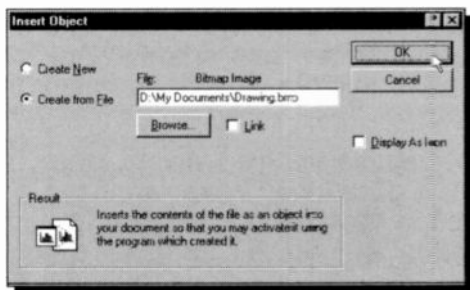 Insert Object
Create New
Create from File
File: Bitmap Image
D:\My Documents\Drawing.bmp
Browse...
Link
OK
Cancel
Display As Icon
Result
Inserts the contents of the file as an object into
your document so that you may activate it using
the program which created it.